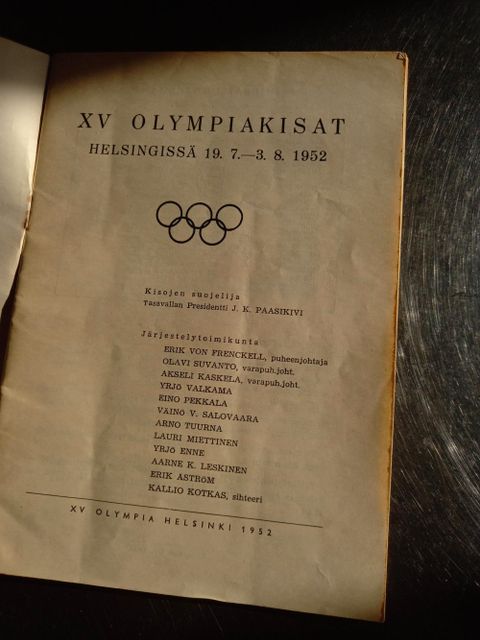 XV OLYMPIAKISAT
HELSINGISSÄ 19. 7.—3. 8. 1952
Kisojen suojelija
Tasavallan Presidentti J. K. PAASIKIVI
Järjestelytoimikunta
ERIK VON FRENCKELL, puheenjohtaja
OLAVI SUVANTO, varapuh.joht.
AKSELI KASKELA, varapuh.joht.
YRJÖ VALKAMA
EINO PEKKALA
VÄINÖ V. SALOVAARA
ARNO TUURNA
LAURI MIETTINEN
YRJÖ ENNE
AARNE K. LESKINEN
ERIK ÅSTRÖM
KALLIO KOTKAS, sihteeri
XV OLYMPIA HELSINKI 1952